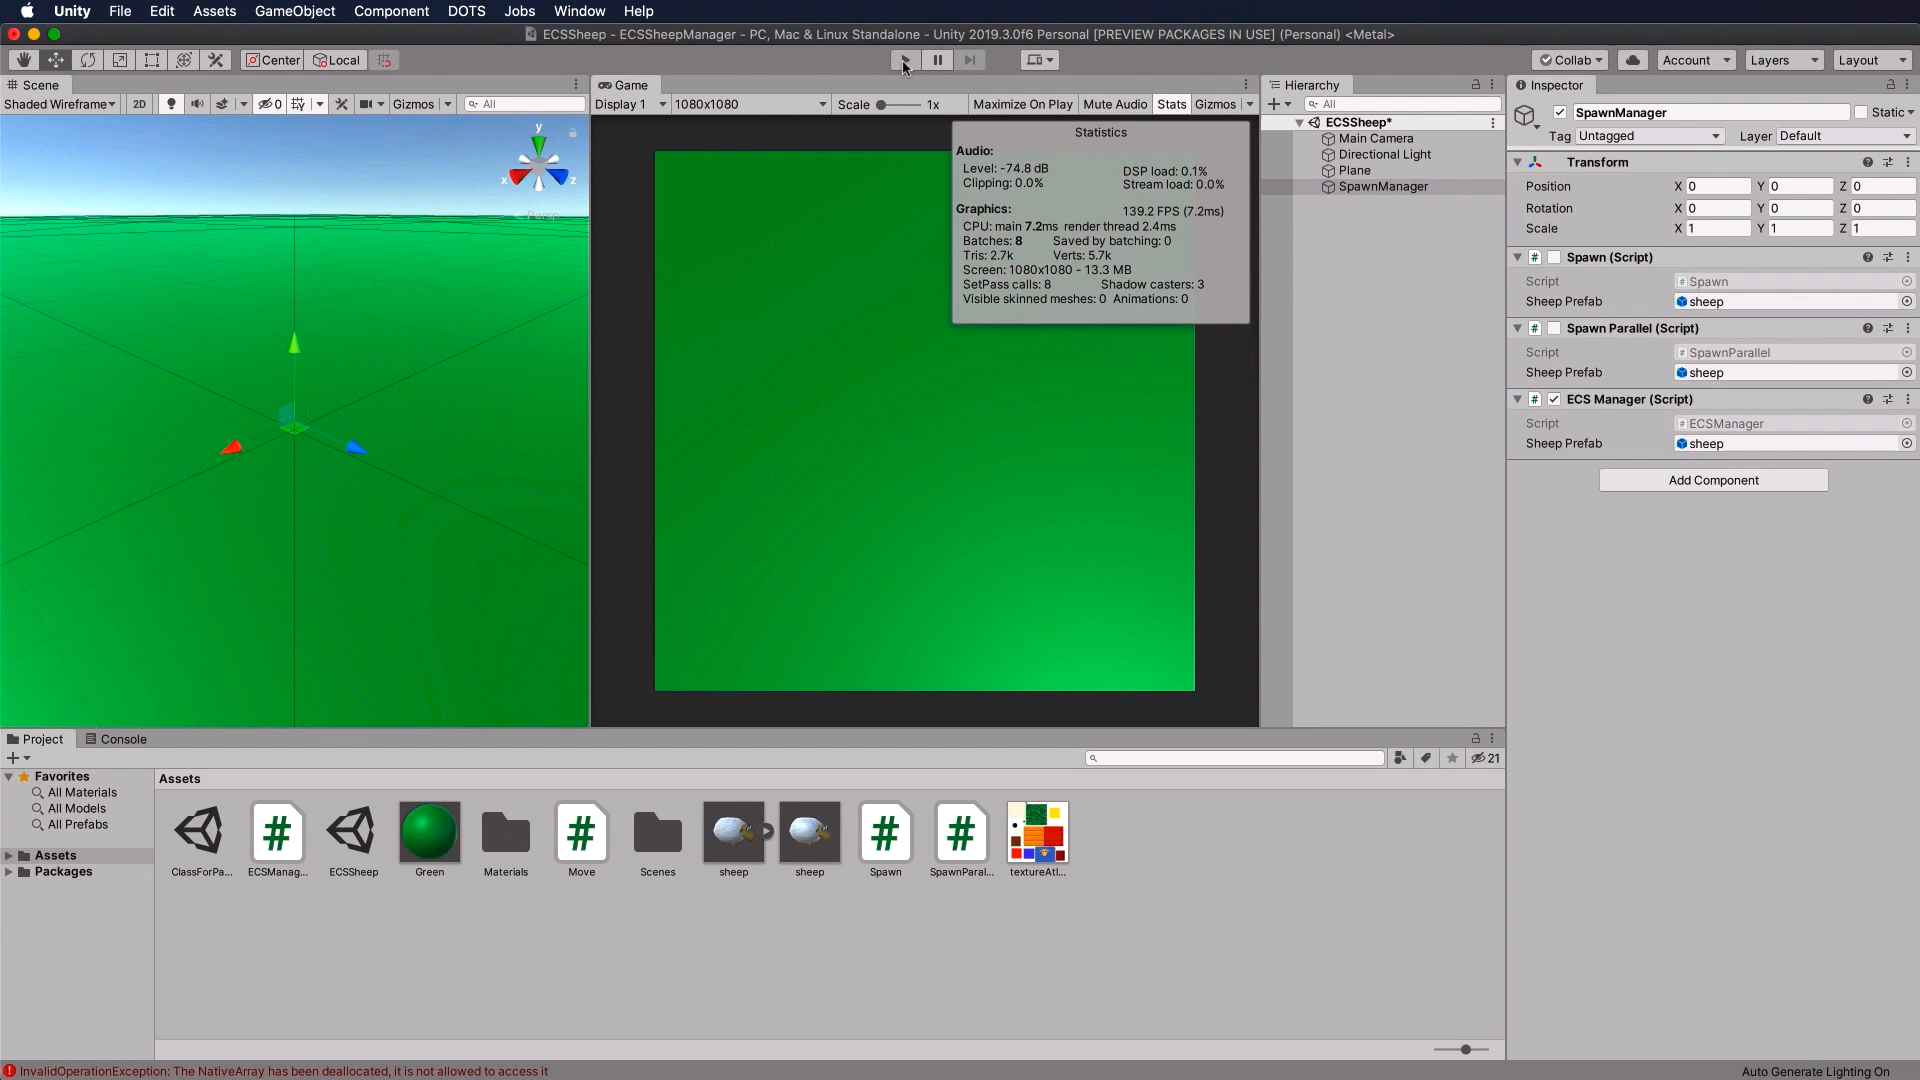 Unity File Edit Assets GameObject Component DOTS Jobs Window Help
ECSSheep - ECSSheepManager - PC, Mac & Linux Standalone - Unity 2019.3.0f6 Personal [PREVIEW PACKAGES IN USE] (Personal) <Metal>
Center Local Collab Account Layers Layout
Scene
Shaded Wireframe 2D 0 Gizmos All
y
x z
Persp
Game
Display 1 1080x1080 Scale 1x Maximize On Play Mute Audio Stats Gizmos
Statistics
Audio:
Level: -74.8 dB DSP load: 0.1%
Clipping: 0.0% Stream load: 0.0%
Graphics: 139.2 FPS (7.2ms)
CPU: main 7.2ms render thread 2.4ms
Batches: 8 Saved by batching: 0
Tris: 2.7k Verts: 5.7k
Screen: 1080x1080 - 13.3 MB
SetPass calls: 8 Shadow casters: 3
Visible skinned meshes: 0 Animations: 0
Hierarchy
All
ECSSheep*
Main Camera
Directional Light
Plane
SpawnManager
Inspector
SpawnManager Static
Tag Untagged Layer Default
Transform
Position X 0 Y 0 Z 0
Rotation X 0 Y 0 Z 0
Scale X 1 Y 1 Z 1
# Spawn (Script)
Script # Spawn
Sheep Prefab sheep
# Spawn Parallel (Script)
Script # SpawnParallel
Sheep Prefab sheep
# ECS Manager (Script)
Script # ECSManager
Sheep Prefab sheep
Add Component
Project Console
21
Favorites
All Materials
All Models
All Prefabs
Assets
Packages
Assets
ClassForPa... ECSManag... ECSSheep Green Materials Move Scenes sheep sheep Spawn SpawnParal... textureAtl...
InvalidOperationException: The NativeArray has been deallocated, it is not allowed to access it
Auto Generate Lighting On